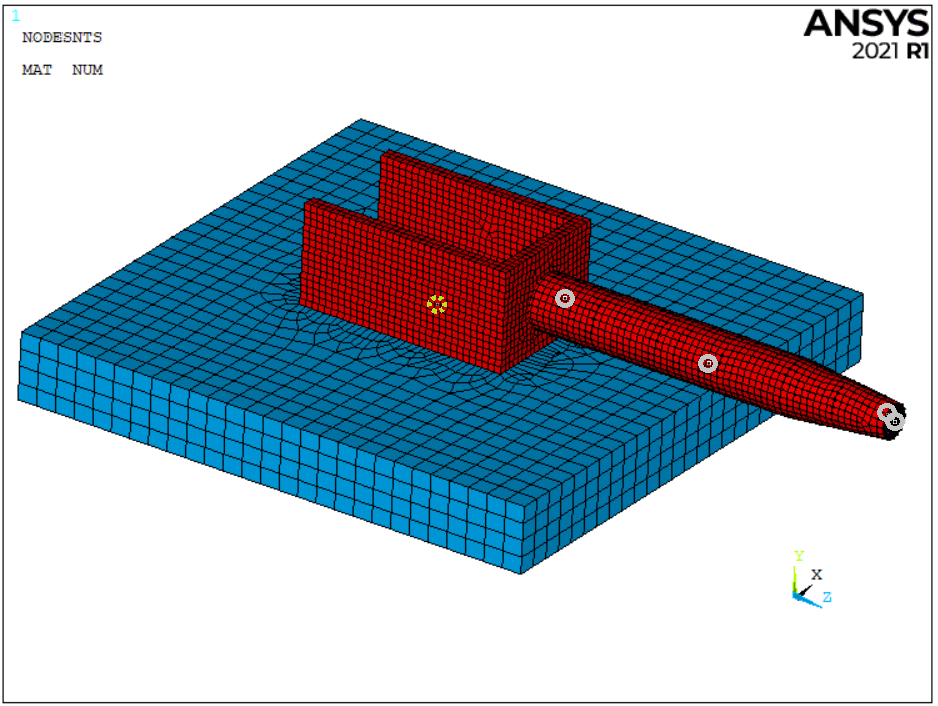 1
NODESNTS
MAT NUM
ANSYS
2021 R1
Y
X
Z